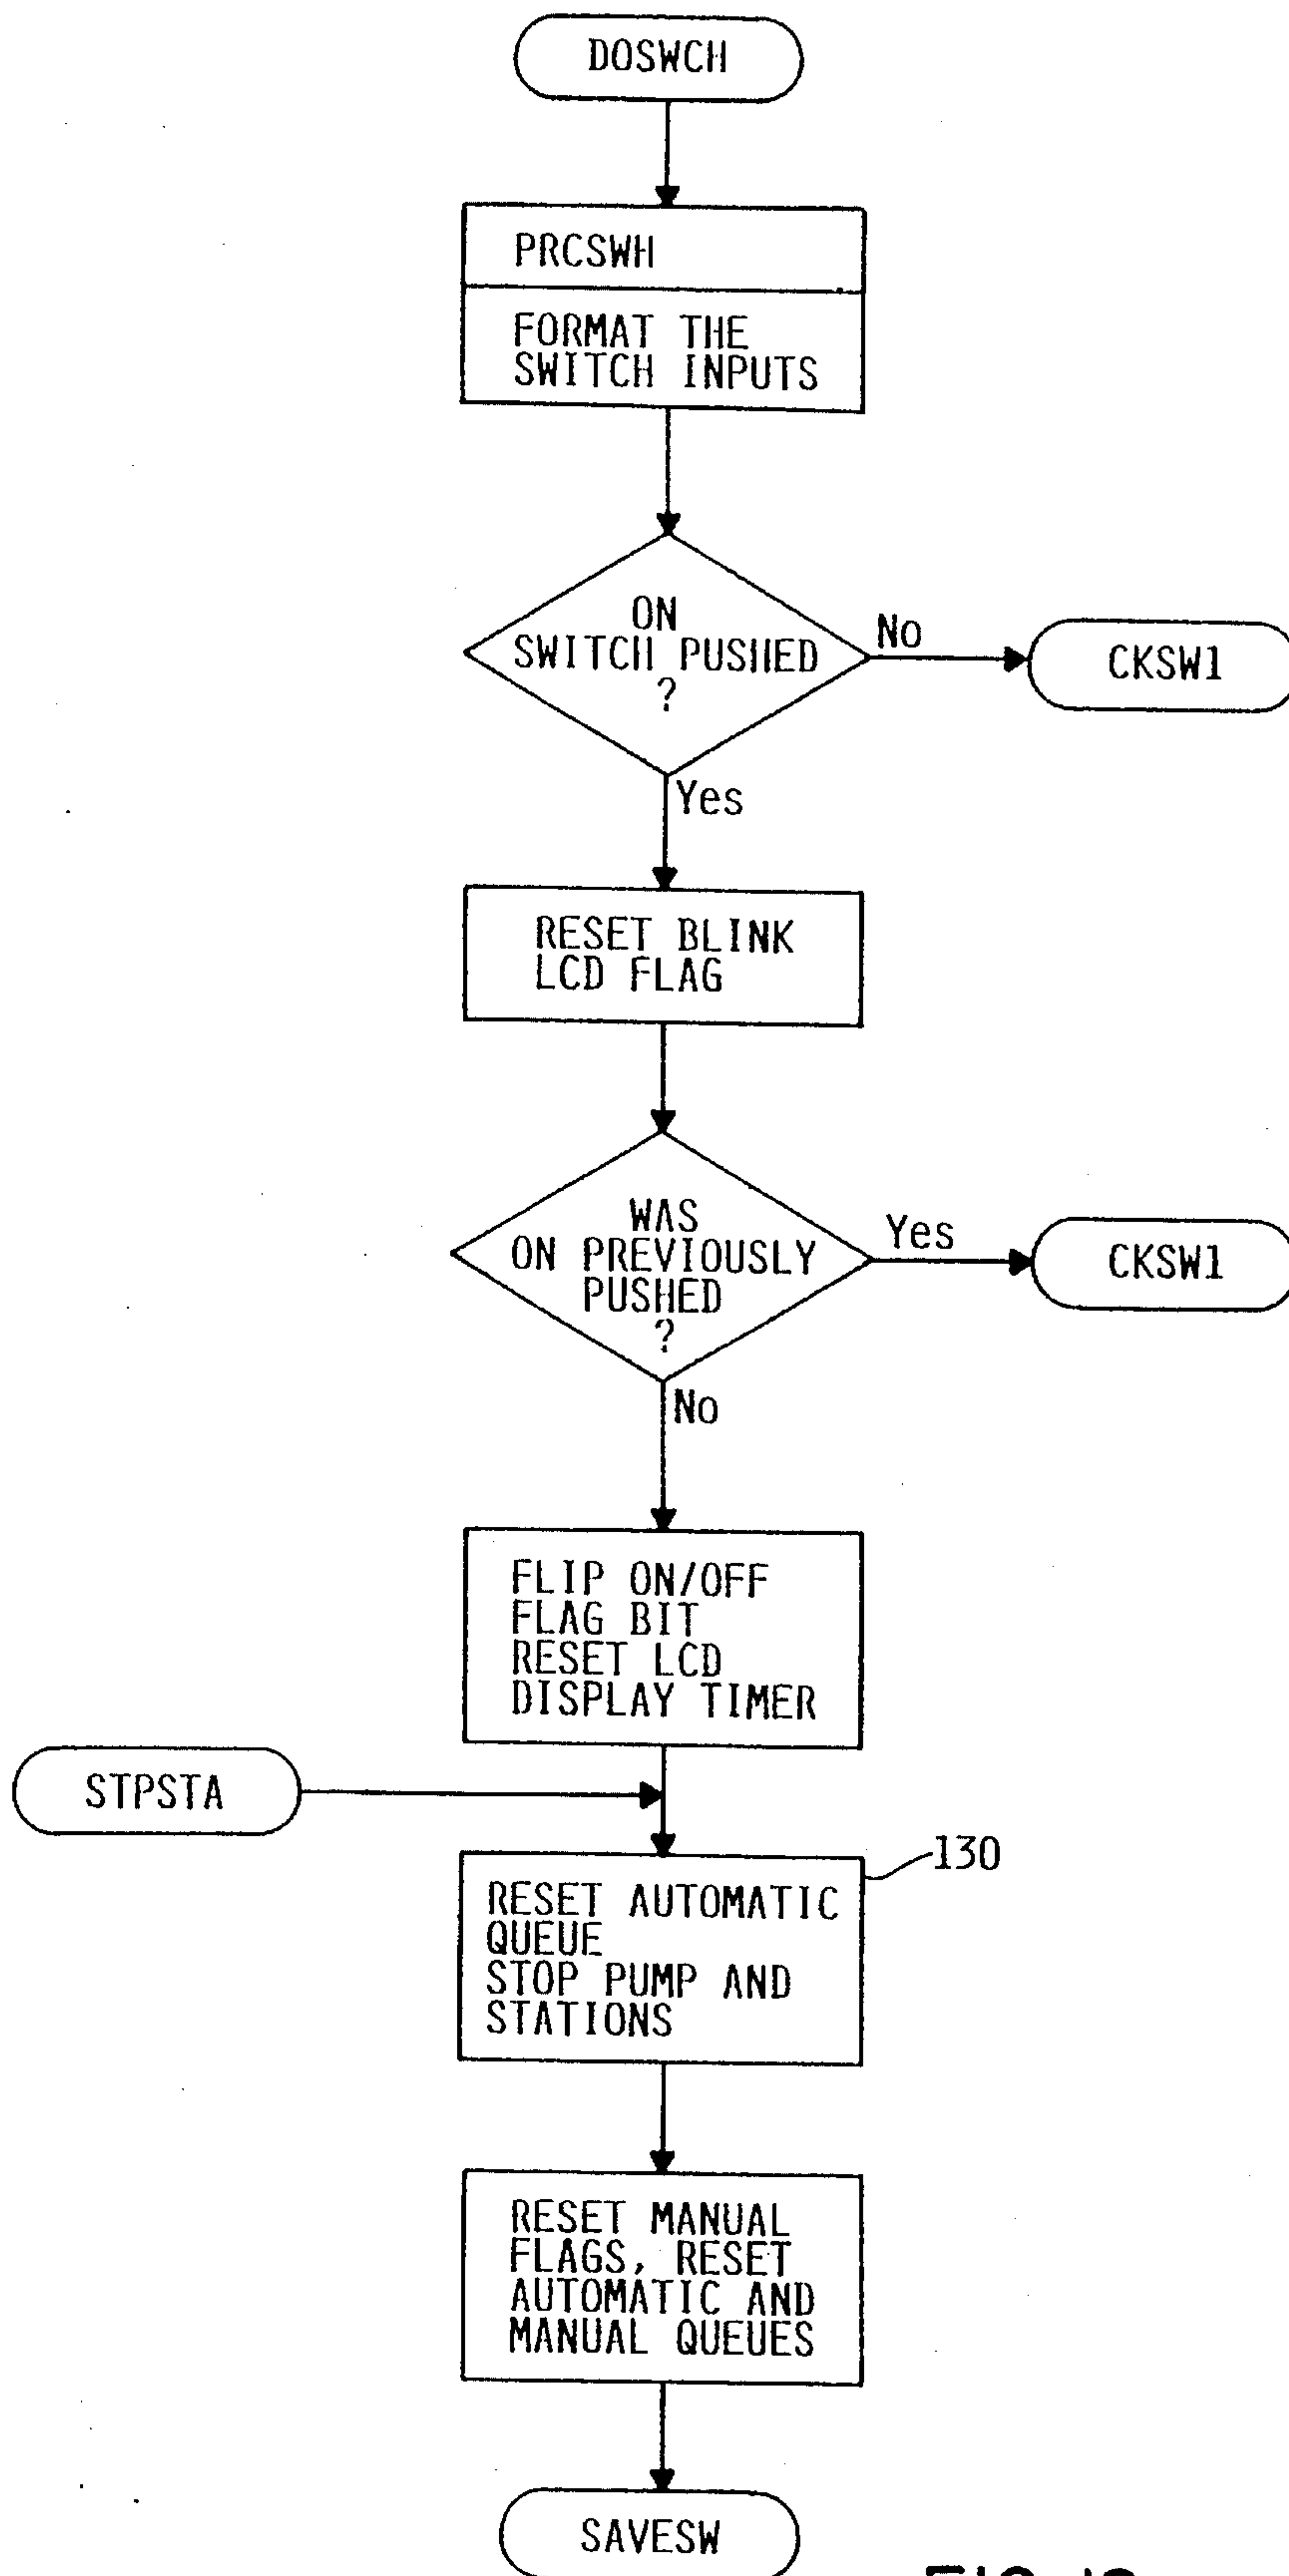 DOSWCH
PRCSWH
FORMAT THE
SWITCH INPUTS
ON
SWITCH PUSHED
?
No
CKSW1
Yes
RESET BLINK
LCD FLAG
WAS
ON PREVIOUSLY
PUSHED
?
Yes
CKSW1
No
FLIP ON/OFF
FLAG BIT
RESET LCD
DISPLAY TIMER
STPSTA
130
RESET AUTOMATIC
QUEUE
STOP PUMP AND
STATIONS
RESET MANUAL
FLAGS, RESET
AUTOMATIC AND
MANUAL QUEUES
SAVESW